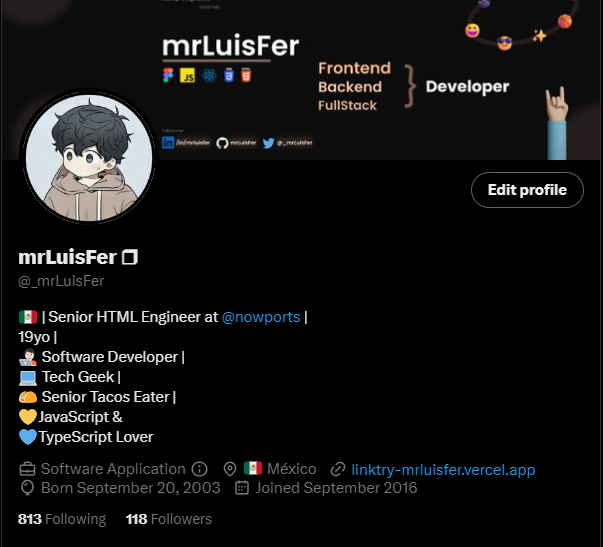 mrLuisFer
JS
Frontend
Backend
FullStack
Developer
/in/mrluisfer
mrLuisFer
@_mrLuisFer
Edit profile
mrLuisFer
@_mrLuisFer
🇲🇽 | Senior HTML Engineer at @nowports |
19yo |
🧑🏻‍💻 Software Developer |
💻 Tech Geek |
🌮 Senior Tacos Eater |
💛JavaScript &
💙TypeScript Lover
Software Application
🇲🇽 México
linktry-mrluisfer.vercel.app
Born September 20, 2003
Joined September 2016
813 Following
118 Followers